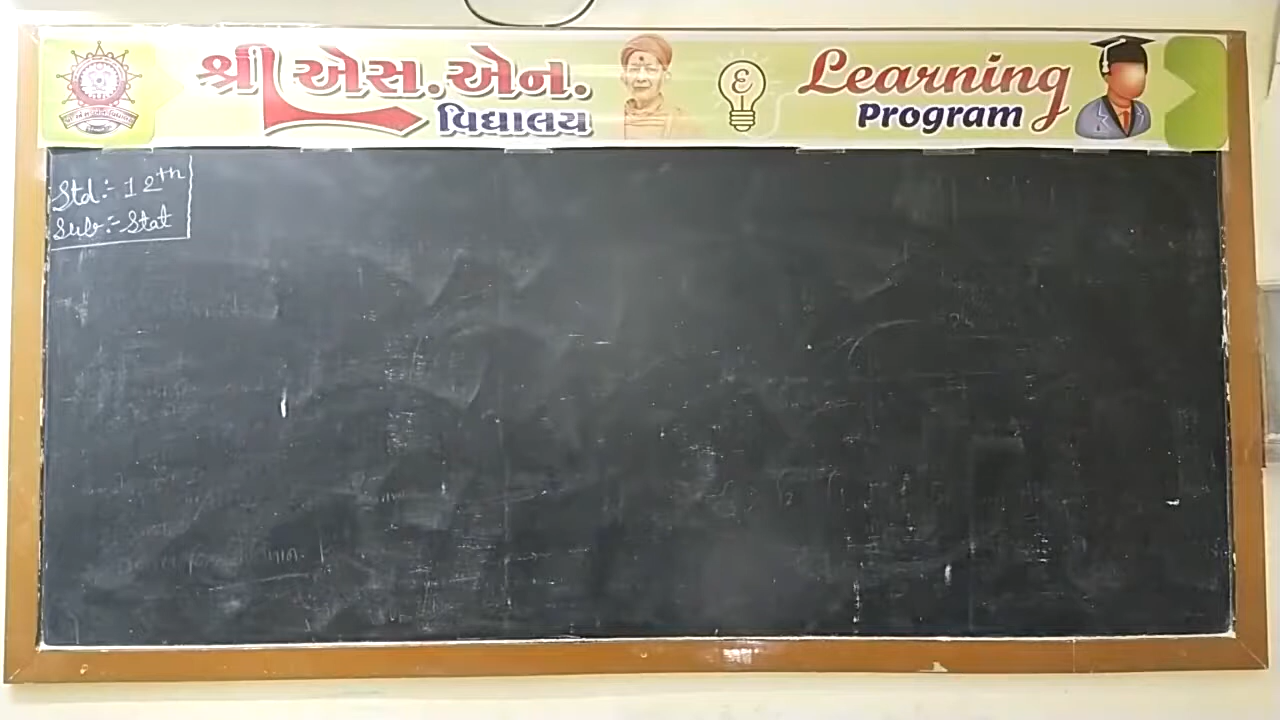 શ્રી એસ. એન.
વિદ્યાલય
Learning
Program
Std:- 12th
Sub:- Stat